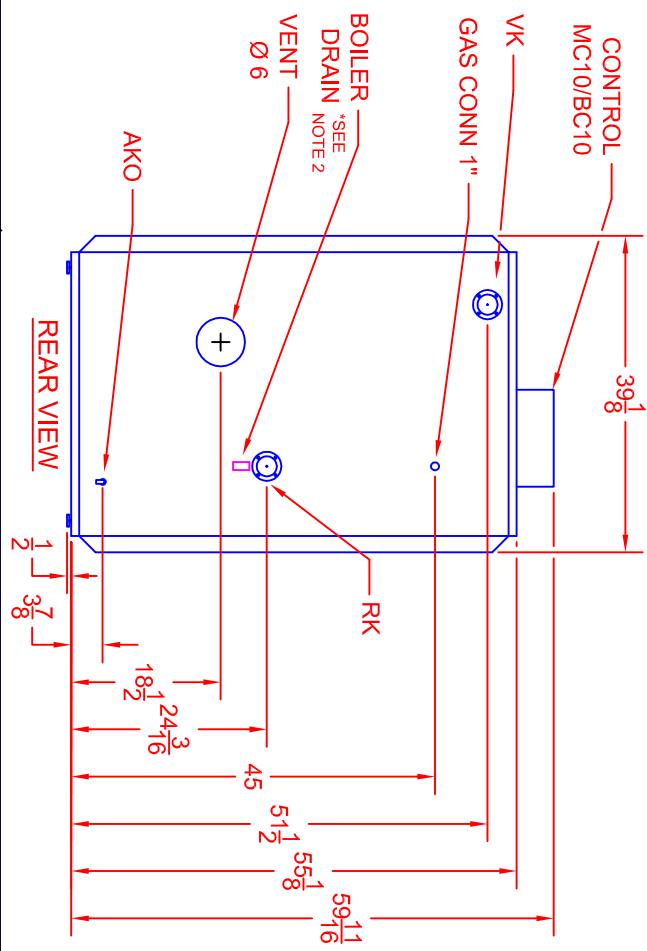 CONTROL
MC10/BC10
VK
GAS CONN 1"
BOILER
DRAIN *SEE
NOTE 2
VENT
Ø 6
AKO
RK
39 1/8
1/2
3 7/8
18 1/2
24 3/16
45
51 1/2
55 1/8
59 11/16
REAR VIEW